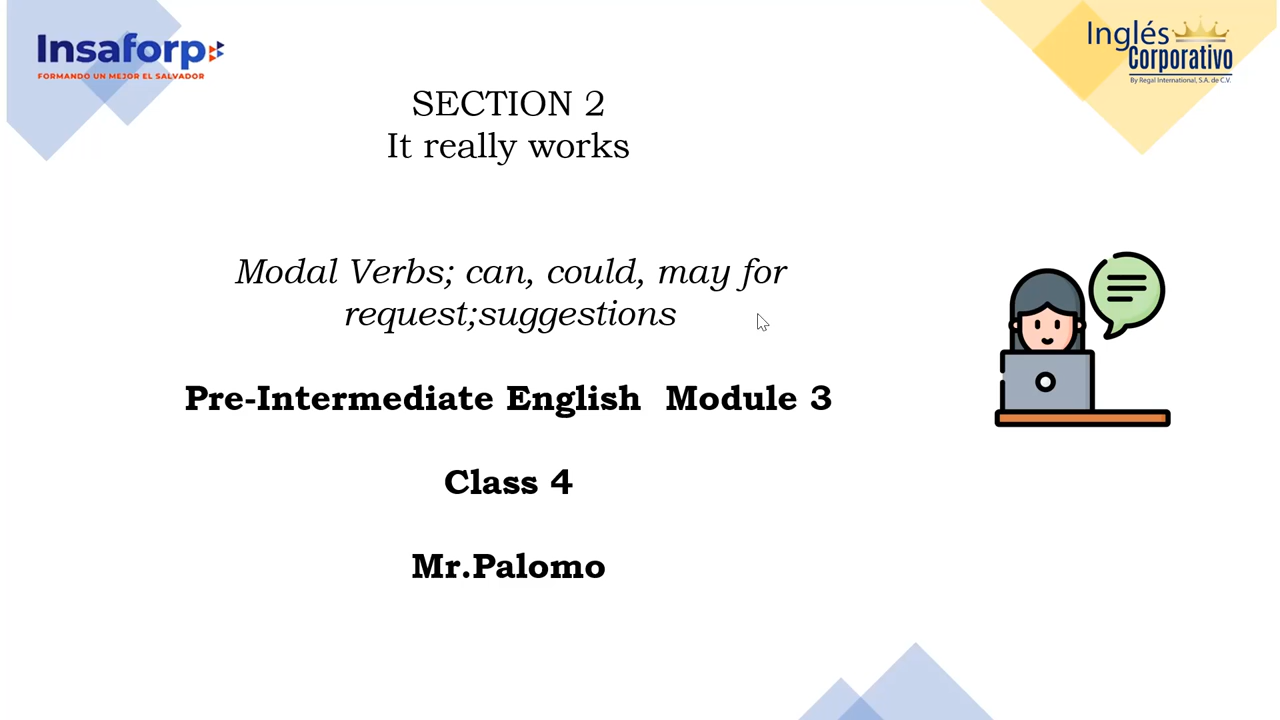 Insaforp
FORMANDO UN MEJOR EL SALVADOR
Inglés
Corporativo
By Regal International, S.A. de C.V.
SECTION 2
It really works
Modal Verbs; can, could, may for
request;suggestions
Pre-Intermediate English  Module 3
Class 4
Mr.Palomo